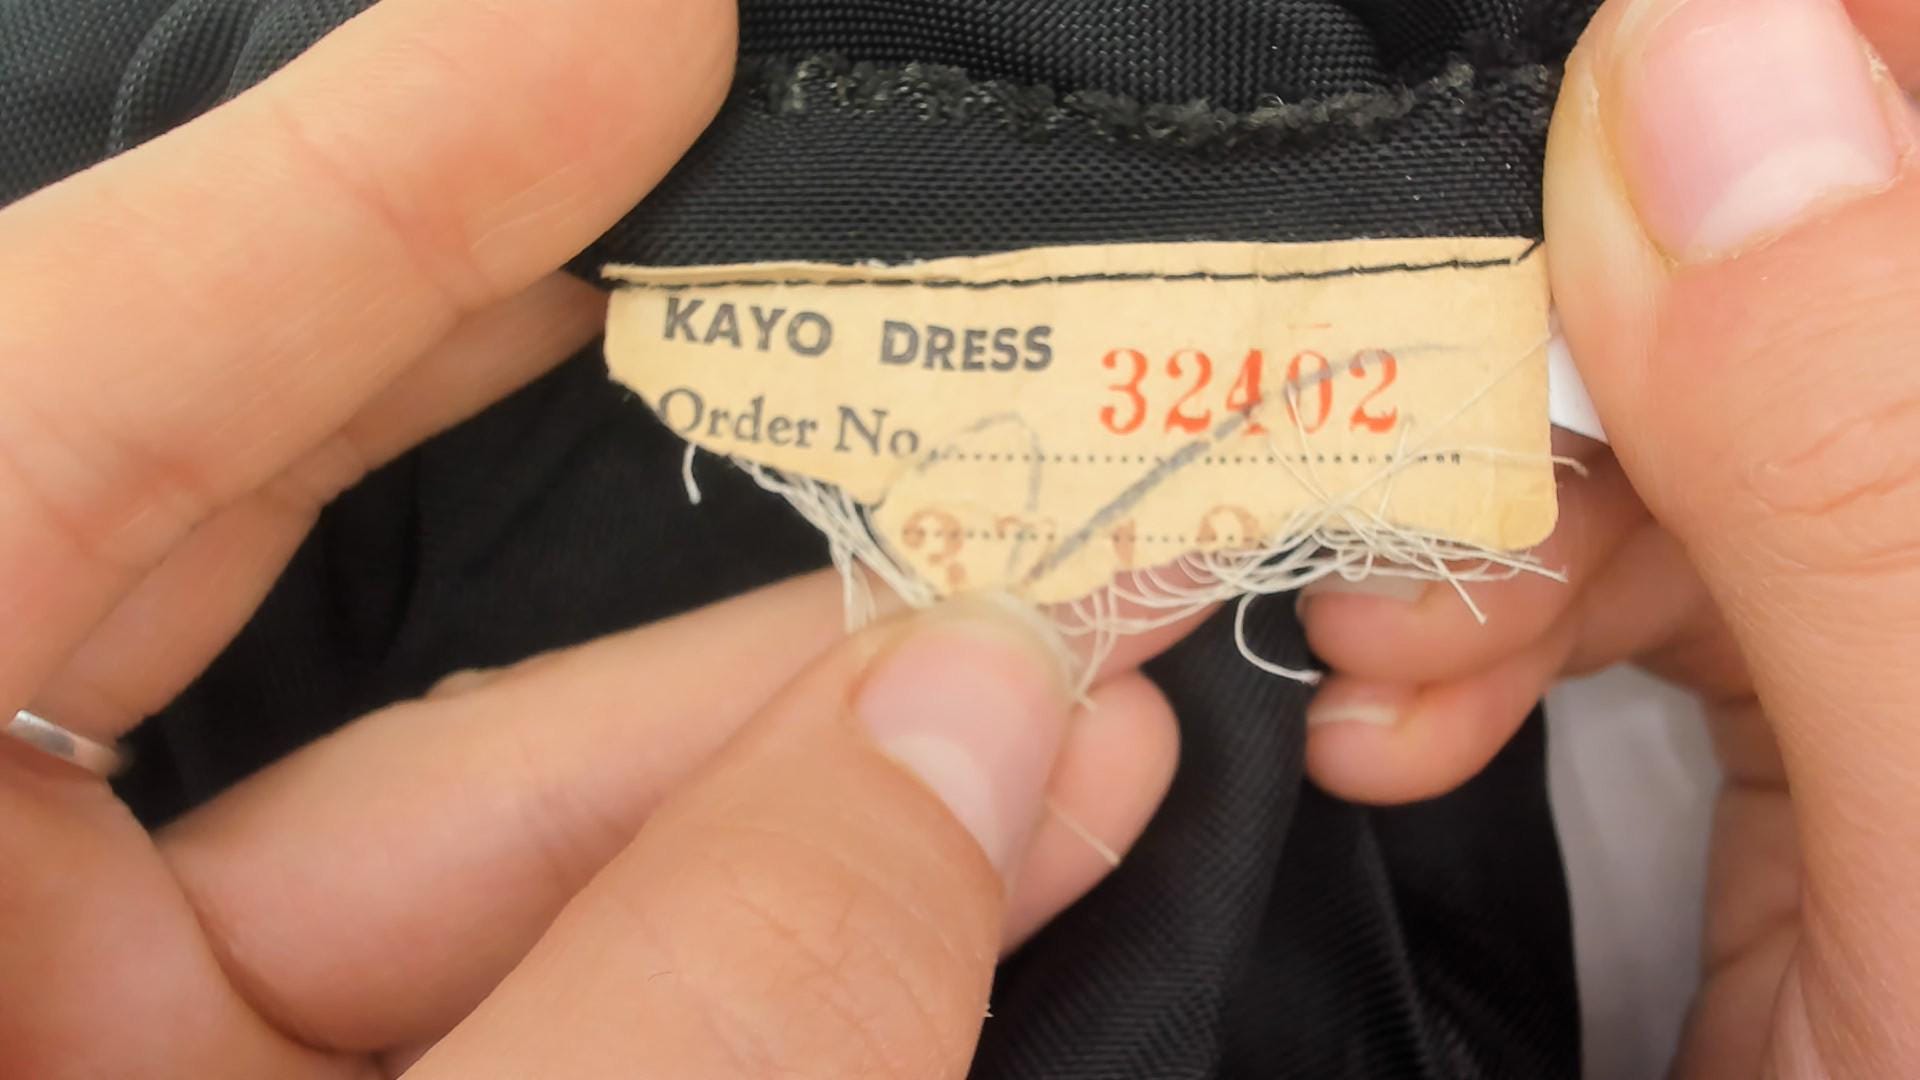 KAYO DRESS 32402
Order No.